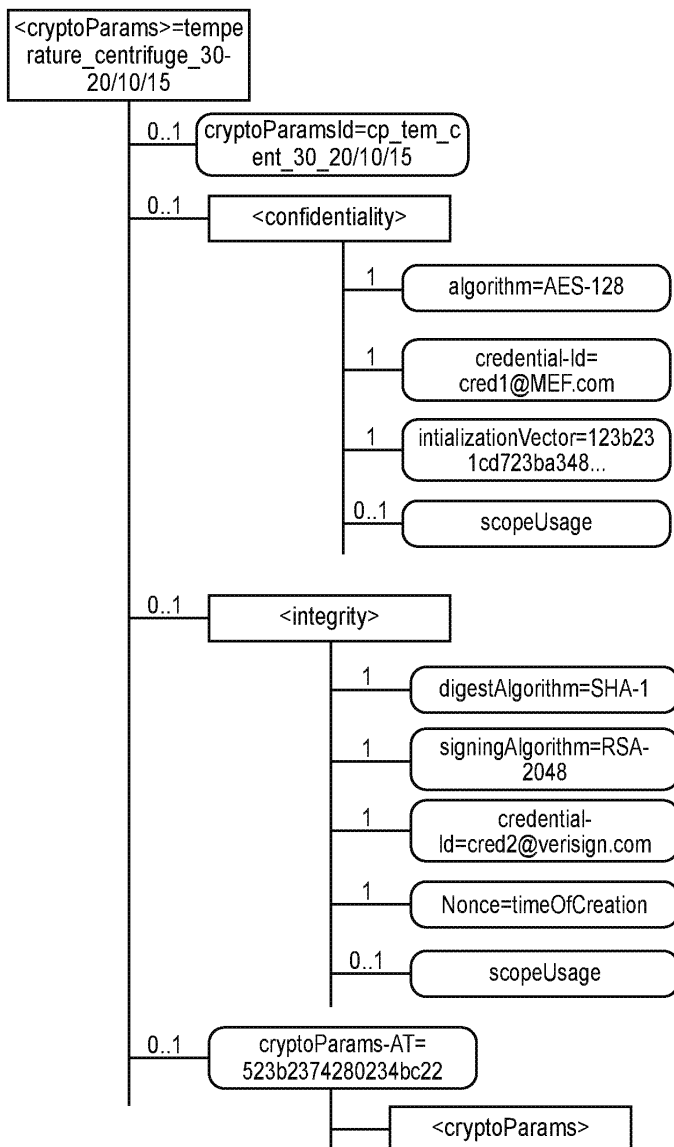 <cryptoParams>=tempe
rature_centrifuge_30-
20/10/15
0..1
cryptoParamsId=cp_tem_c
ent_30_20/10/15
0..1
<confidentiality>
1
algorithm=AES-128
1
credential-Id=
cred1@MEF.com
1
intializationVector=123b23
1cd723ba348...
0..1
scopeUsage
0..1
<integrity>
1
digestAlgorithm=SHA-1
1
signingAlgorithm=RSA-
2048
1
credential-
Id=cred2@verisign.com
1
Nonce=timeOfCreation
0..1
scopeUsage
0..1
cryptoParams-AT=
523b2374280234bc22
<cryptoParams>